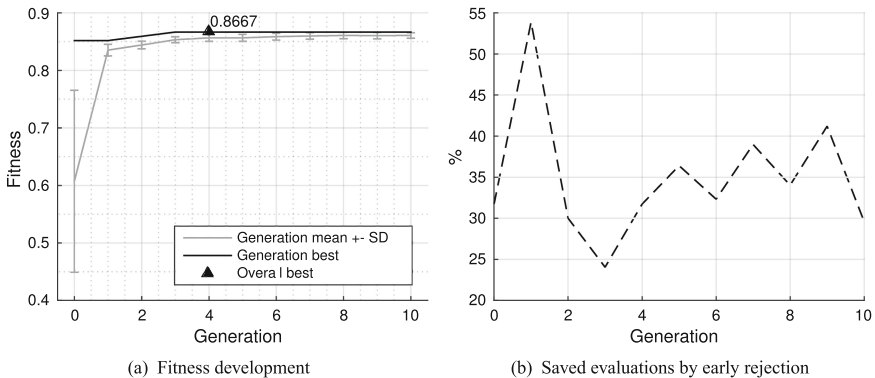 0.9
0.8
0.7
0.6
0.5
0.4
Fitness
0.8667
Generation mean +- SD
Generation best
Overa l best
0 2 4 6 8 10
Generation
(a) Fitness development
55
50
45
40
35
30
25
20
%
0 2 4 6 8 10
Generation
(b) Saved evaluations by early rejection